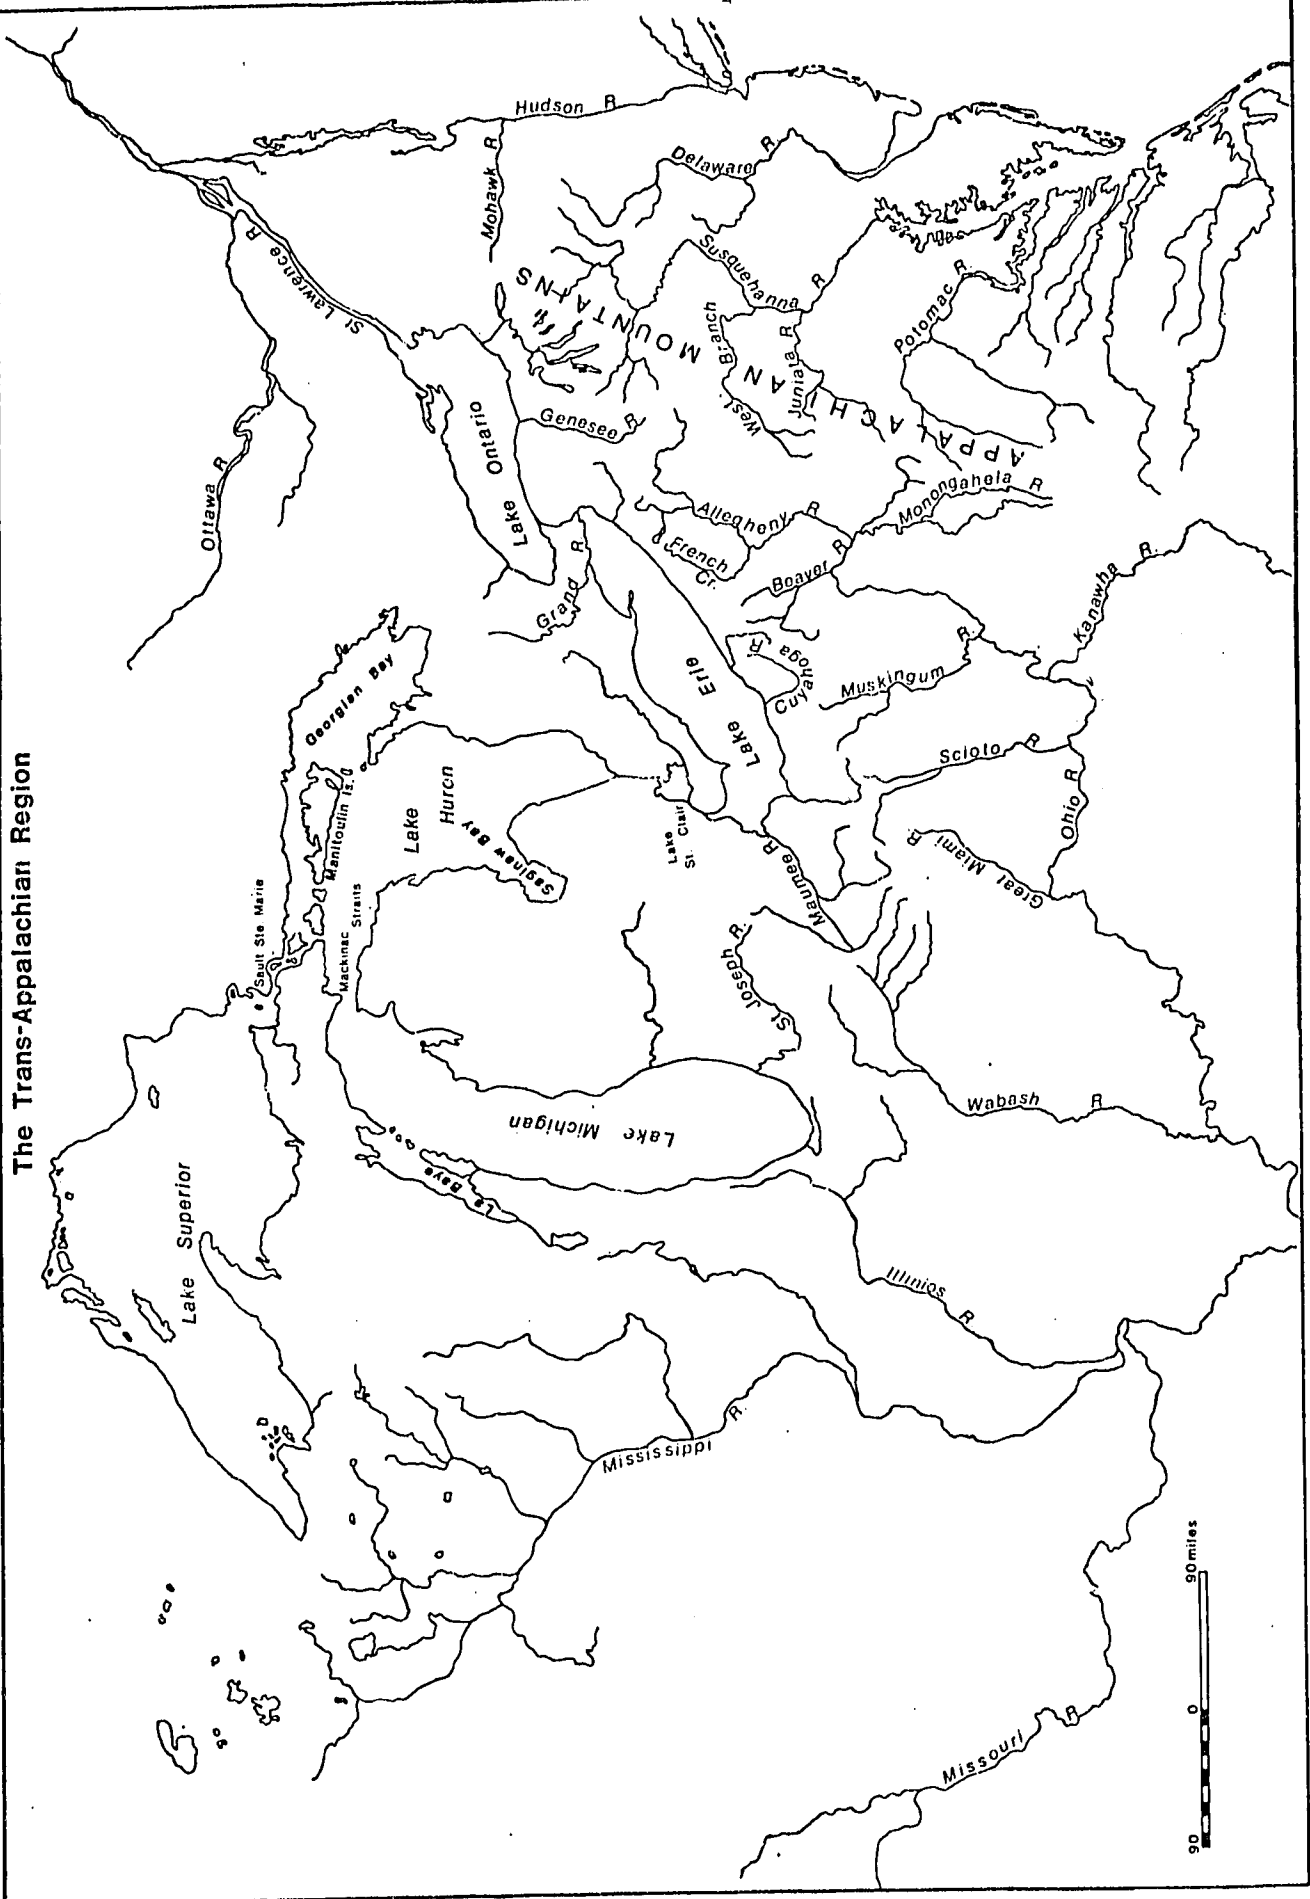 The Trans-Appalachian Region
Lake Superior
Sault Ste. Marie
Mackinac
Straits
Manitoulin Is.
Georgian Bay
Lake
Huron
Saginaw Bay
Lake Michigan
La Baye
Ottawa R
St Lawrence R
Lake Ontario
Mohawk R
Hudson R
Genesee R
Grand R
Lake Erie
Lake
St. Clair
Delaware R.
Susquehanna R
West Branch
Juniata R
APPALACHIAN MOUNTAINS
Potomac R.
Allegheny R
French
Cr.
Beaver R
Monongahela R
Cuyahoga R.
Muskingum R.
Kanawha R.
Scioto R
Ohio R
Great Miami R
Maumee R
St Joseph R.
Wabash R
Illinios R
Mississippi R
Missouri R
90 0 90 miles